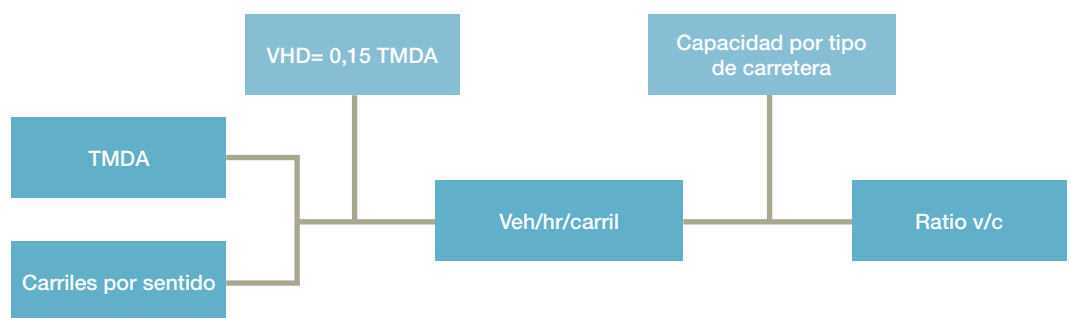 VHD= 0,15 TMDA
Capacidad por tipo
de carretera
TMDA
Veh/hr/carril
Ratio v/c
Carriles por sentido